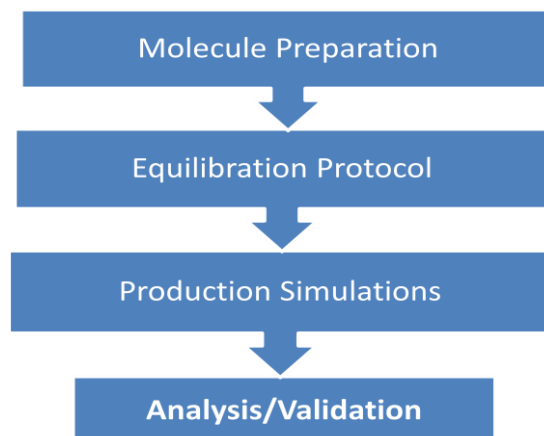 Molecule Preparation
Equilibration Protocol
Production Simulations
Analysis/Validation